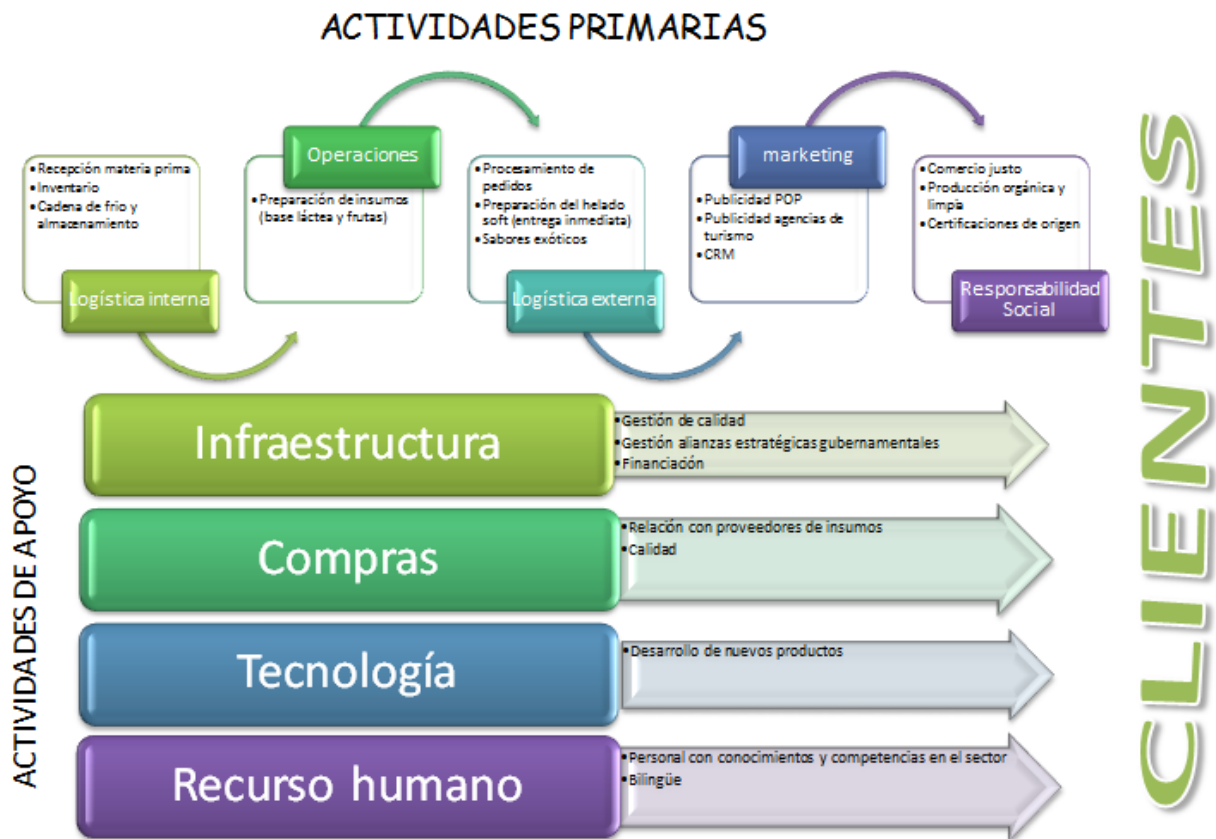 ACTIVIDADES PRIMARIAS
•Recepción materia prima
•Inventario
•Cadena de frio y
almacenamiento
Logística interna
Operaciones
•Preparación de insumos
(base láctea y frutas)
•Procesamiento de
pedidos
•Preparación del helado
soft (entrega inmediata)
•Sabores exóticos
Logística externa
marketing
•Publicidad POP
•Publicidad agencias de
turismo
•CRM
•Comercio justo
•Producción orgánica y
limpia
•Certificaciones de origen
Responsabilidad
Social
ACTIVIDADES DE APOYO
Infraestructura
•Gestión de calidad
•Gestión alianzas estratégicas gubernamentales
•Financiación
Compras
•Relación con proveedores de insumos
•Calidad
Tecnología
•Desarrollo de nuevos productos
Recurso humano
•Personal con conocimientos y competencias en el sector
•Bilingüe
CLIENTES